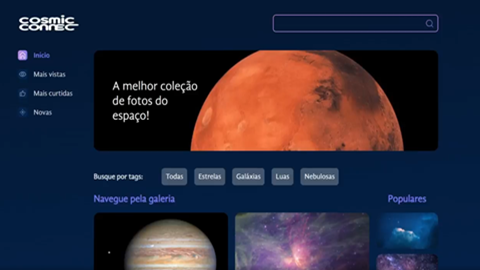 COSMIC
CONNEC
Início
Mais vistas
Mais curtidas
Novas
A melhor coleção
de fotos do
espaço!
Busque por tags:
Todas
Estrelas
Galáxias
Luas
Nebulosas
Navegue pela galeria
Populares